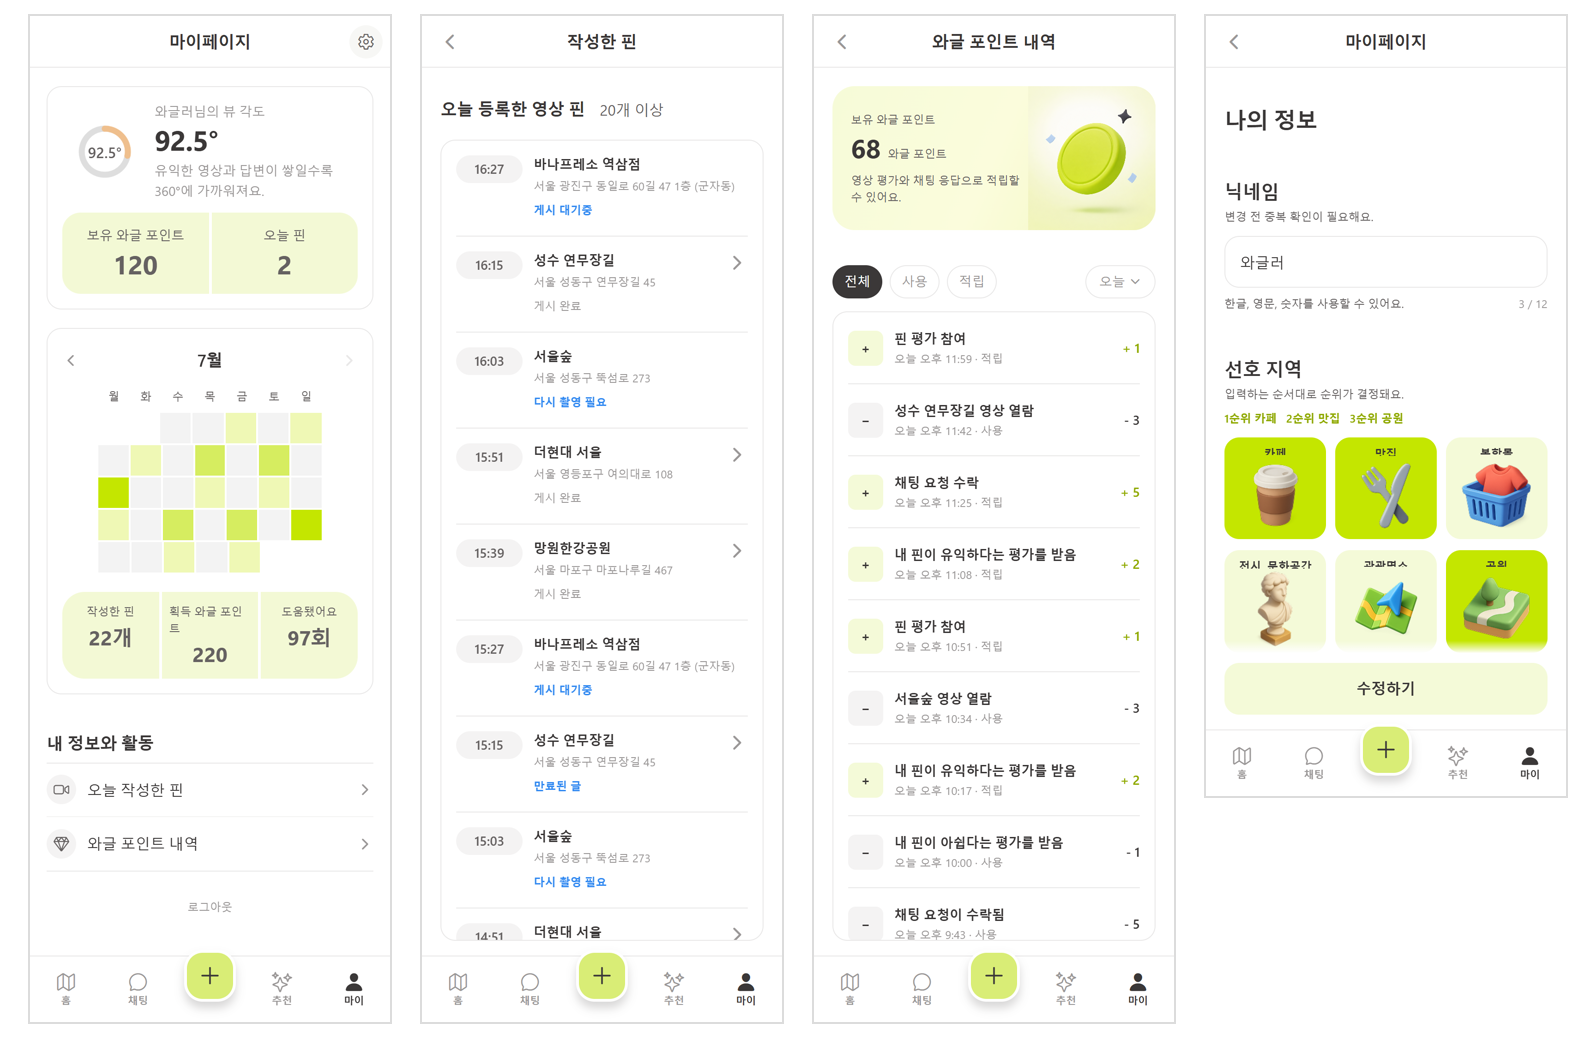 마이페이지
와글러님의 뷰 각도
92.5°
92.5°
유익한 영상과 답변이 쌓일수록
360°에 가까워져요.
보유 와글 포인트
오늘 핀
120
2
7월
월 화 수 목 금 토 일
작성한 핀
22개
획득 와글 포인
트
220
도움됐어요
97회
내 정보와 활동
오늘 작성한 핀
와글 포인트 내역
로그아웃
홈
채팅
추천
마이
작성한 핀
오늘 등록한 영상 핀 20개 이상
16:27
바나프레소 역삼점
서울 광진구 동일로 60길 47 1층 (군자동)
게시 대기중
16:15
성수 연무장길
서울 성동구 연무장길 45
게시 완료
16:03
서울숲
서울 성동구 뚝섬로 273
다시 촬영 필요
15:51
더현대 서울
서울 영등포구 여의대로 108
게시 완료
15:39
망원한강공원
서울 마포구 마포나루길 467
게시 완료
15:27
바나프레소 역삼점
서울 광진구 동일로 60길 47 1층 (군자동)
게시 대기중
15:15
성수 연무장길
서울 성동구 연무장길 45
만료된 글
15:03
서울숲
서울 성동구 뚝섬로 273
다시 촬영 필요
14:51
더현대 서울
홈
채팅
추천
마이
와글 포인트 내역
보유 와글 포인트
68 와글 포인트
영상 평가와 채팅 응답으로 적립할
수 있어요.
전체
사용
적립
오늘
+
핀 평가 참여
오늘 오후 11:59 · 적립
+ 1
−
성수 연무장길 영상 열람
오늘 오후 11:42 · 사용
- 3
+
채팅 요청 수락
오늘 오후 11:25 · 적립
+ 5
+
내 핀이 유익하다는 평가를 받음
오늘 오후 11:08 · 적립
+ 2
+
핀 평가 참여
오늘 오후 10:51 · 적립
+ 1
−
서울숲 영상 열람
오늘 오후 10:34 · 사용
- 3
+
내 핀이 유익하다는 평가를 받음
오늘 오후 10:17 · 적립
+ 2
−
내 핀이 아쉽다는 평가를 받음
오늘 오후 10:00 · 사용
- 1
−
채팅 요청이 수락됨
오늘 오후 9:43 · 사용
- 5
홈
채팅
추천
마이
마이페이지
나의 정보
닉네임
변경 전 중복 확인이 필요해요.
와글러
한글, 영문, 숫자를 사용할 수 있어요.
3 / 12
선호 지역
입력하는 순서대로 순위가 결정돼요.
1순위 카페 2순위 맛집 3순위 공원
카페
맛집
복합몰
전시, 문화공간
관광명소
공원
수정하기
홈
채팅
추천
마이